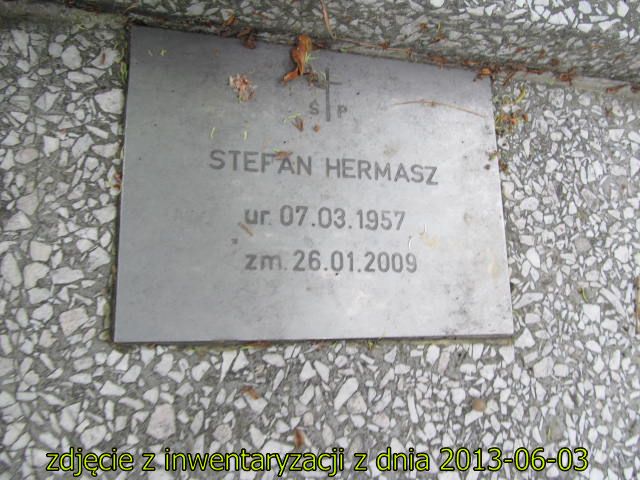 Ś P
STEFAN HERMASZ
ur. 07.03.1957
zm. 26.01.2009
zdjęcie z inwentaryzacji z dnia 2013-06-03